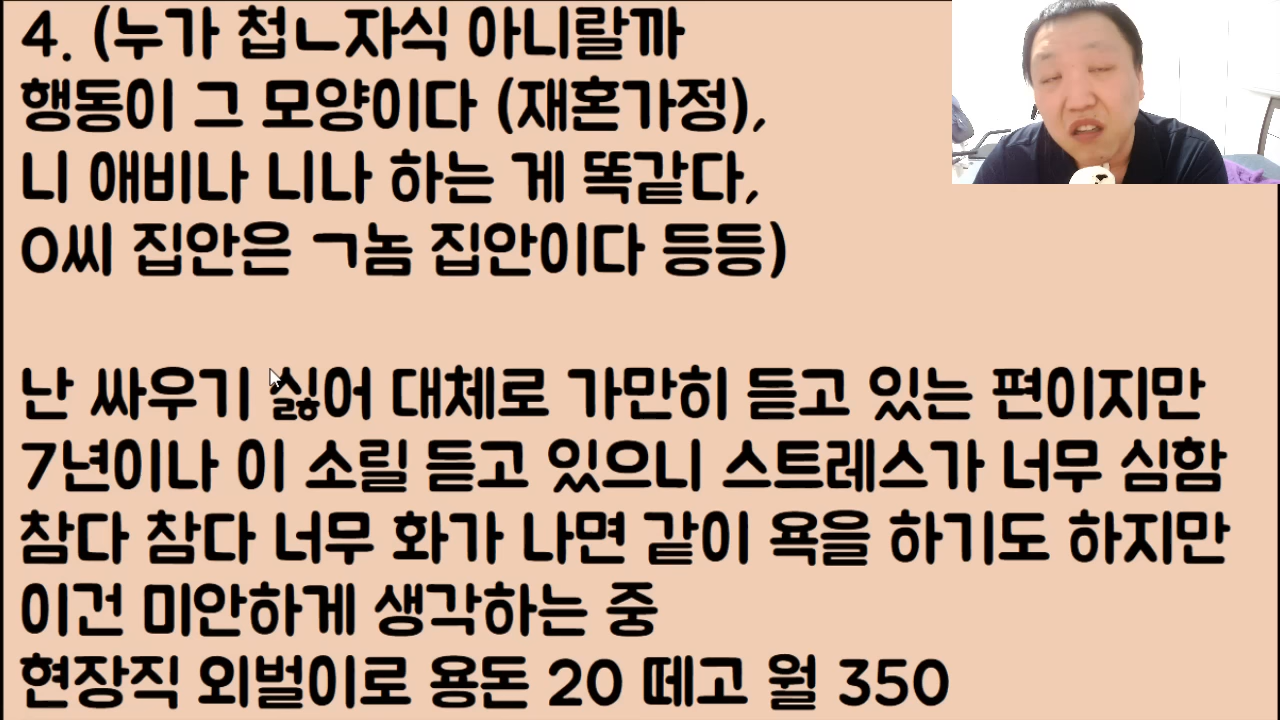 4. (누가 첩ㄴ자식 아니랄까
행동이 그 모양이다 (재혼가정),
니 애비나 니나 하는 게 똑같다,
O씨 집안은 ㄱ놈 집안이다 등등)
난 싸우기 싫어 대체로 가만히 듣고 있는 편이지만
7년이나 이 소릴 듣고 있으니 스트레스가 너무 심함
참다 참다 너무 화가 나면 같이 욕을 하기도 하지만
이건 미안하게 생각하는 중
현장직 외벌이로 용돈 20 떼고 월 350